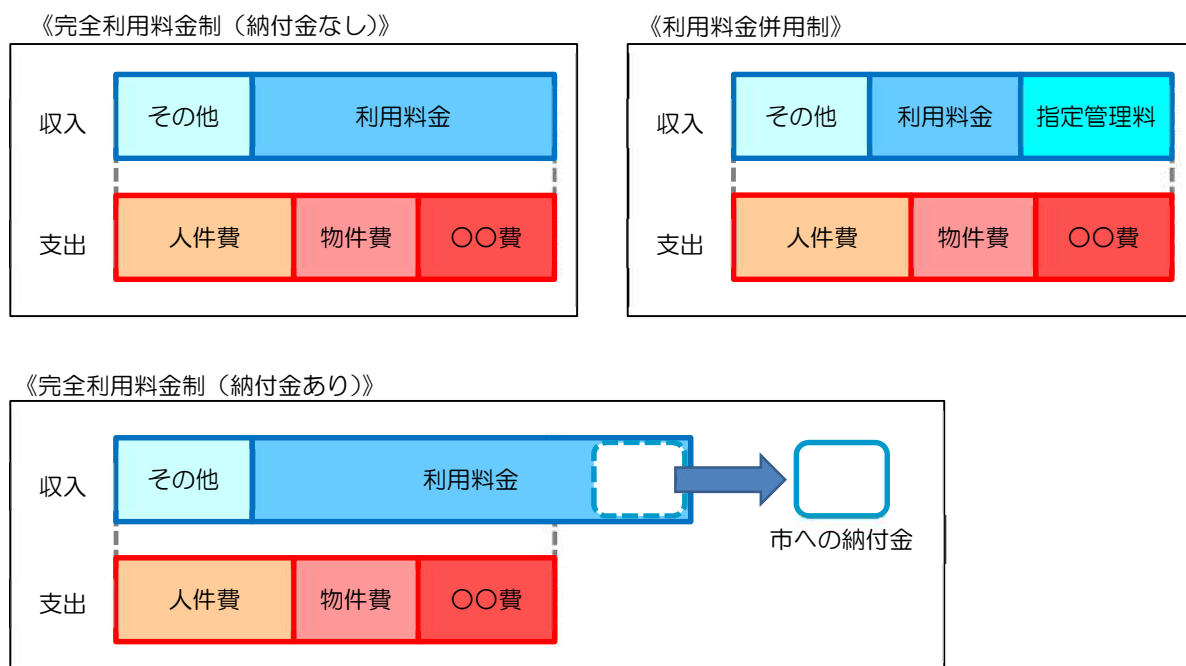 《完全利用料金制（納付金なし）》
収入
その他
利用料金
支出
人件費
物件費
〇〇費
《利用料金併用制》
収入
その他
利用料金
指定管理料
支出
人件費
物件費
〇〇費
《完全利用料金制（納付金あり）》
収入
その他
利用料金
市への納付金
支出
人件費
物件費
〇〇費